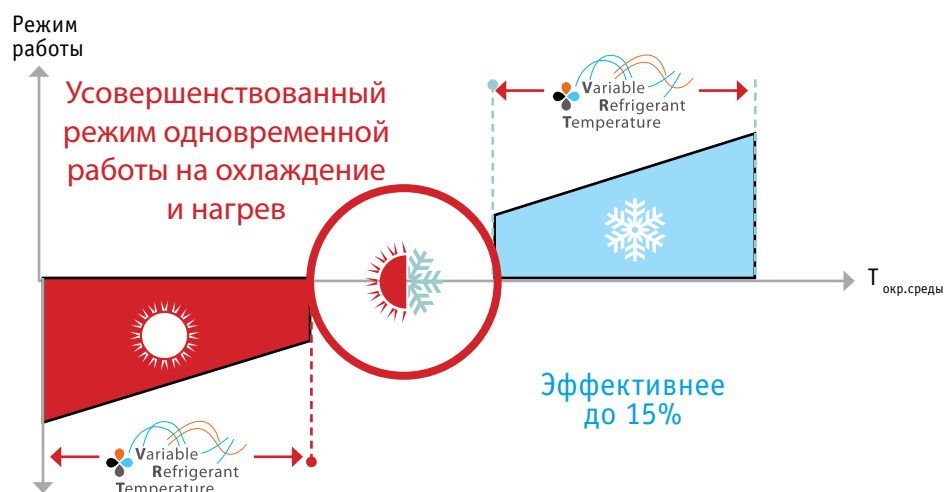 Режим
работы
Усовершенствованный
режим одновременной
работы на охлаждение
и нагрев
Variable
Refrigerant
Temperature
T окр.среды
Эффективнее
до 15%
Variable
Refrigerant
Temperature